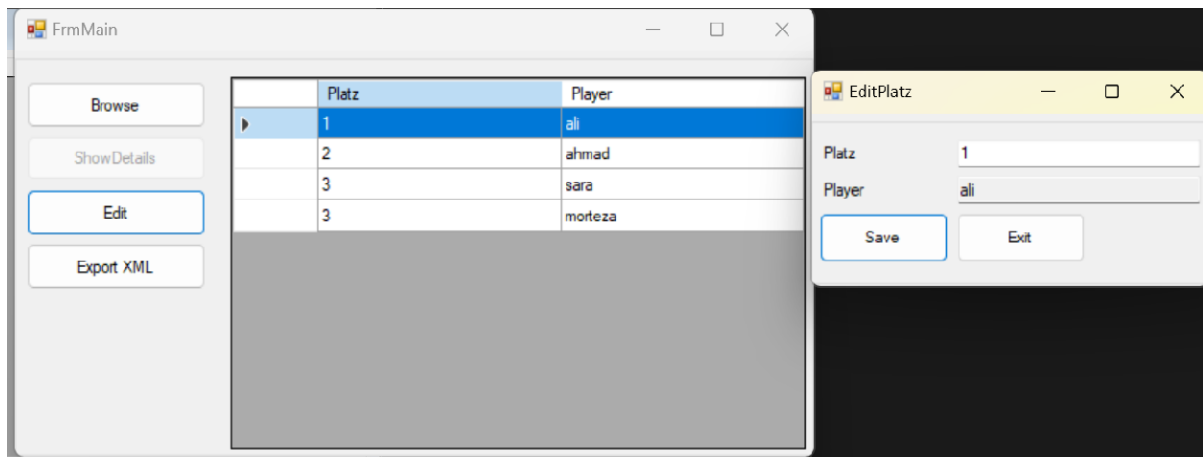 FrmMain
Browse
ShowDetails
Edit
Export XML
Platz Player
1 ali
2 ahmad
3 sara
3 morteza
EditPlatz
Platz 1
Player ali
Save Exit